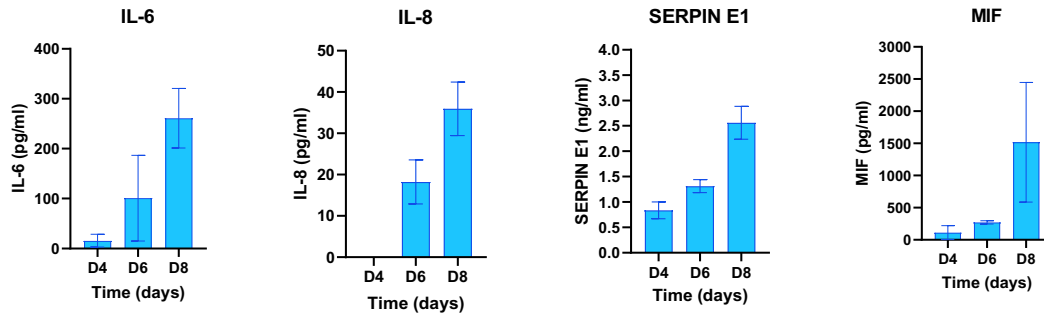 IL-6
400
300
200
100
0
IL-6 (pg/ml)
D4 D6 D8
Time (days)
IL-8
50
40
30
20
10
0
IL-8 (pg/ml)
D4 D6 D8
Time (days)
SERPIN E1
4.0
3.5
3.0
2.5
2.0
1.5
1.0
0.5
0.0
SERPIN E1 (ng/ml)
D4 D6 D8
Time (days)
MIF
3000
2500
2000
1500
1000
500
0
MIF (pg/ml)
D4 D6 D8
Time (days)